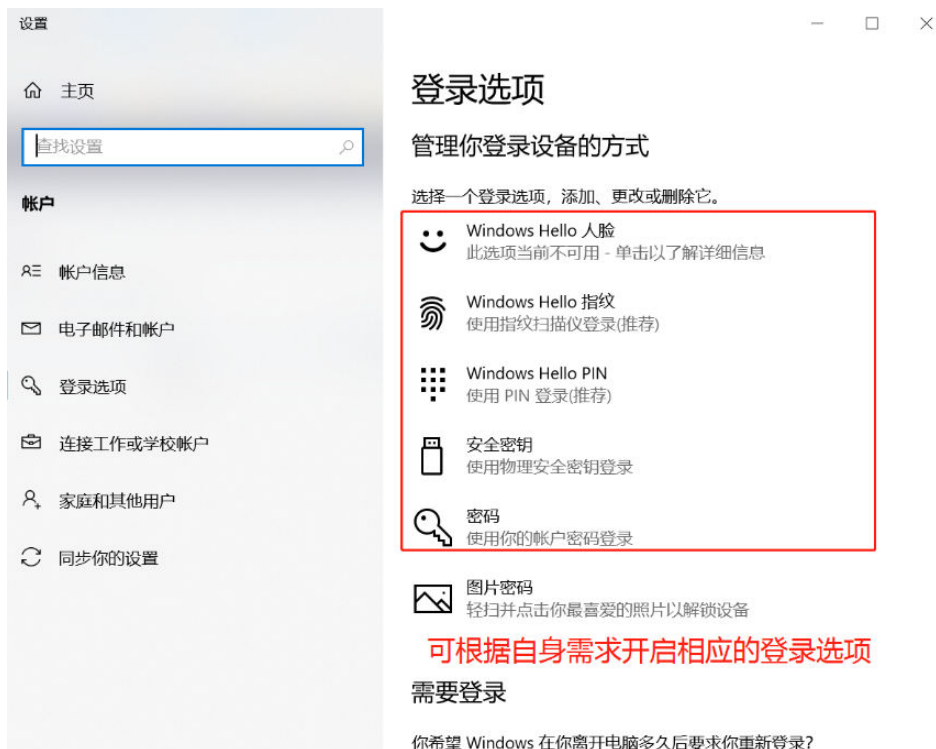 设置
主页
查找设置
帐户
帐户信息
电子邮件和帐户
登录选项
连接工作或学校帐户
家庭和其他用户
同步你的设置
登录选项
管理你登录设备的方式
选择一个登录选项，添加、更改或删除它。
Windows Hello 人脸
此选项当前不可用 - 单击以了解详细信息
Windows Hello 指纹
使用指纹扫描仪登录(推荐)
Windows Hello PIN
使用 PIN 登录(推荐)
安全密钥
使用物理安全密钥登录
密码
使用你的帐户密码登录
图片密码
轻扫并点击你最喜爱的照片以解锁设备
可根据自身需求开启相应的登录选项
需要登录
你希望 Windows 在你离开电脑多久后要求你重新登录?